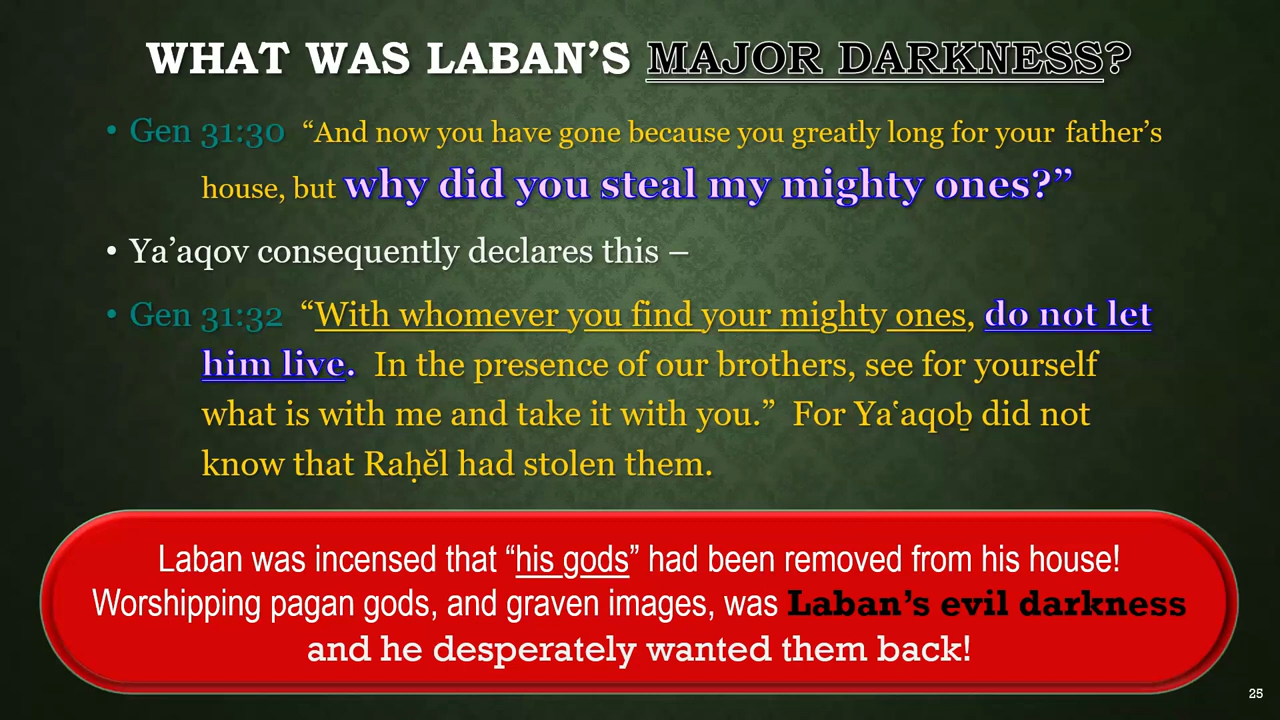 WHAT WAS LABAN’S MAJOR DARKNESS?
• Gen 31:30 “And now you have gone because you greatly long for your father’s
house, but why did you steal my mighty ones?”
• Ya’aqov consequently declares this –
• Gen 31:32 “With whomever you find your mighty ones, do not let
him live. In the presence of our brothers, see for yourself
what is with me and take it with you.” For Ya‛aqoḇ did not
know that Raḥĕl had stolen them.
Laban was incensed that “his gods” had been removed from his house!
Worshipping pagan gods, and graven images, was Laban’s evil darkness
and he desperately wanted them back!
25